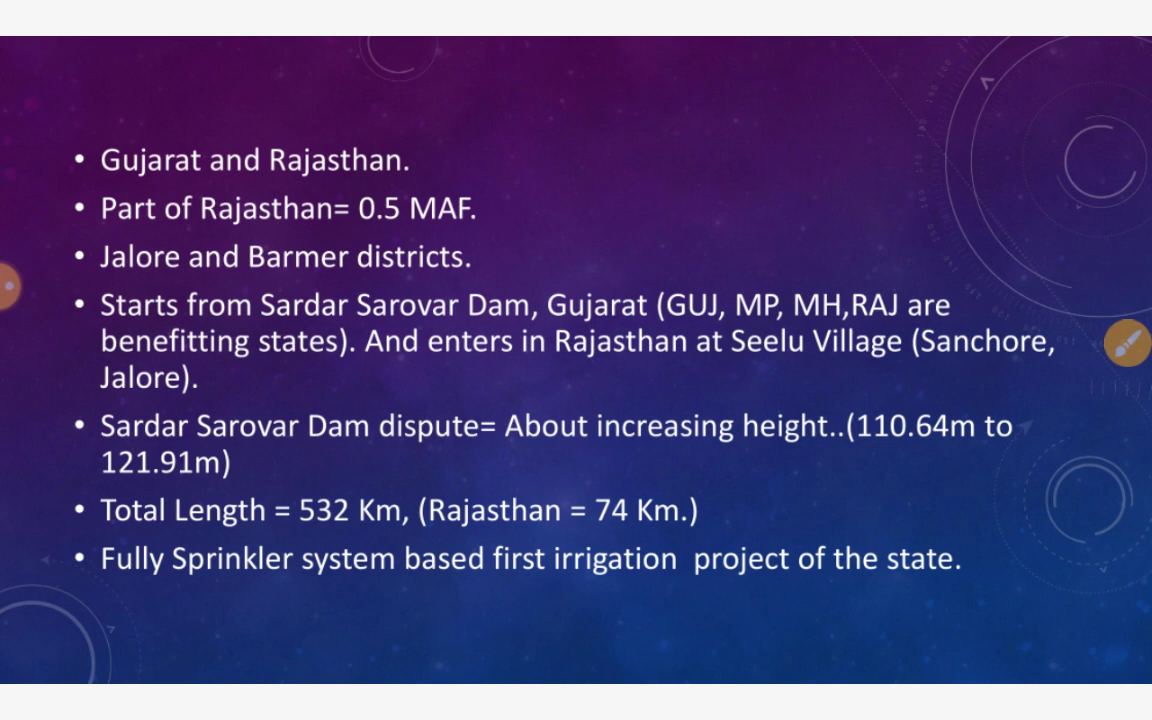 • Gujarat and Rajasthan.
• Part of Rajasthan= 0.5 MAF.
• Jalore and Barmer districts.
• Starts from Sardar Sarovar Dam, Gujarat (GUJ, MP, MH,RAJ are
benefitting states). And enters in Rajasthan at Seelu Village (Sanchore,
Jalore).
• Sardar Sarovar Dam dispute= About increasing height..(110.64m to
121.91m)
• Total Length = 532 Km, (Rajasthan = 74 Km.)
• Fully Sprinkler system based first irrigation  project of the state.